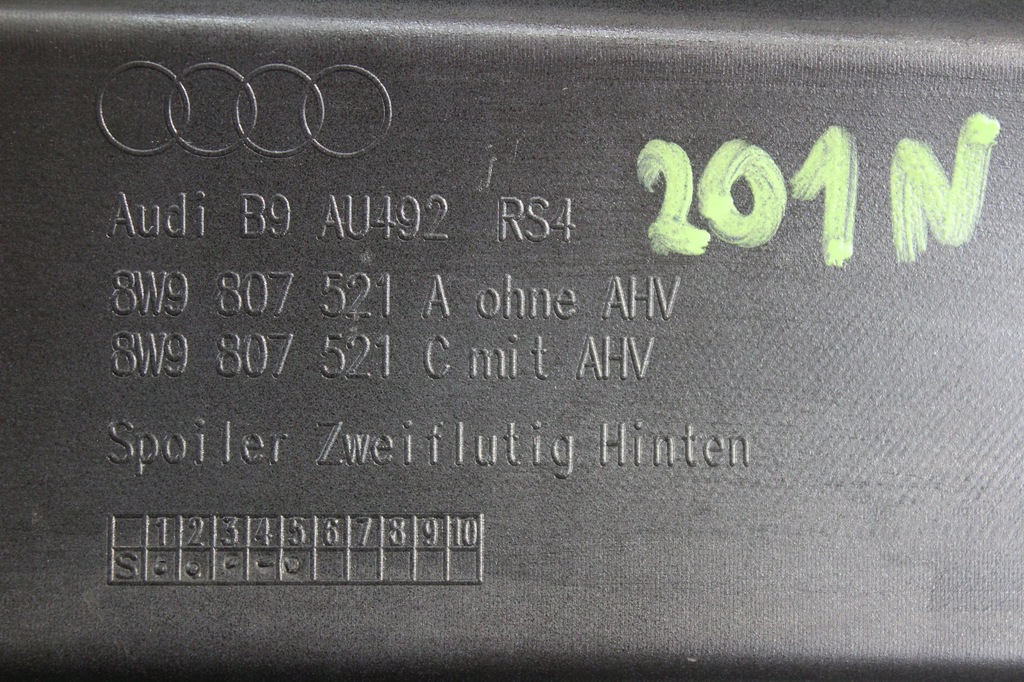 Audi B9 AU492 RS4
201N
8W9 807 521 A ohne AHV
8W9 807 521 C mit AHV
Spoiler Zweiflutig Hinten
1 2 3 4 5 6 7 8 9 10
S